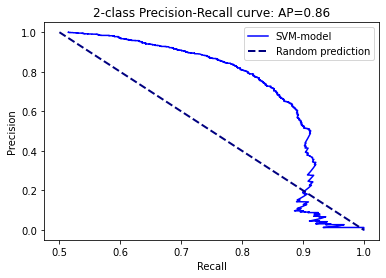 2-class Precision-Recall curve: AP=0.86
SVM-model
Random prediction
Precision
1.0
0.8
0.6
0.4
0.2
0.0
0.5 0.6 0.7 0.8 0.9 1.0
Recall